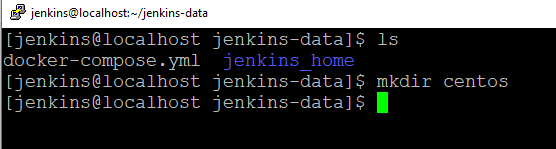 jenkins@localhost:~/jenkins-data
[jenkins@localhost jenkins-data]$ ls
docker-compose.yml  jenkins_home
[jenkins@localhost jenkins-data]$ mkdir centos
[jenkins@localhost jenkins-data]$